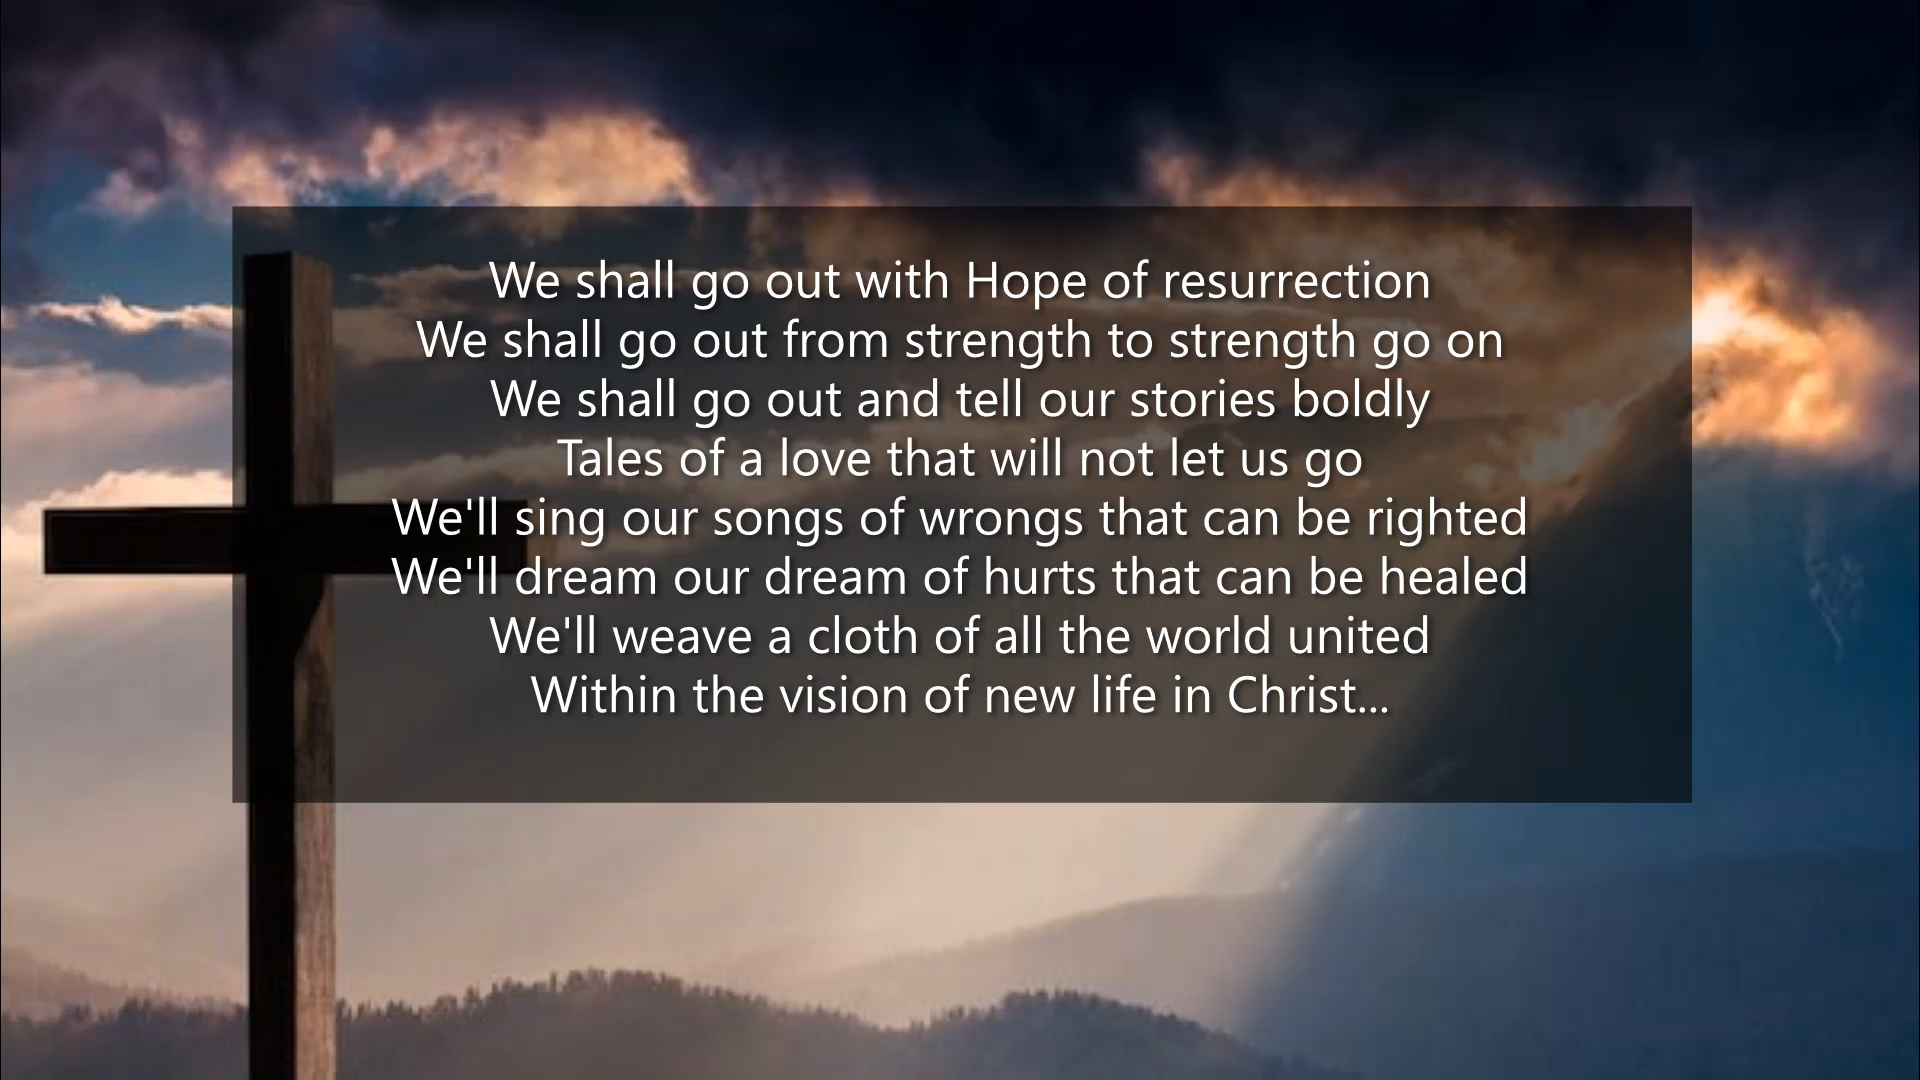 We shall go out with Hope of resurrection
We shall go out from strength to strength go on
We shall go out and tell our stories boldly
Tales of a love that will not let us go
We'll sing our songs of wrongs that can be righted
We'll dream our dream of hurts that can be healed
We'll weave a cloth of all the world united
Within the vision of new life in Christ...